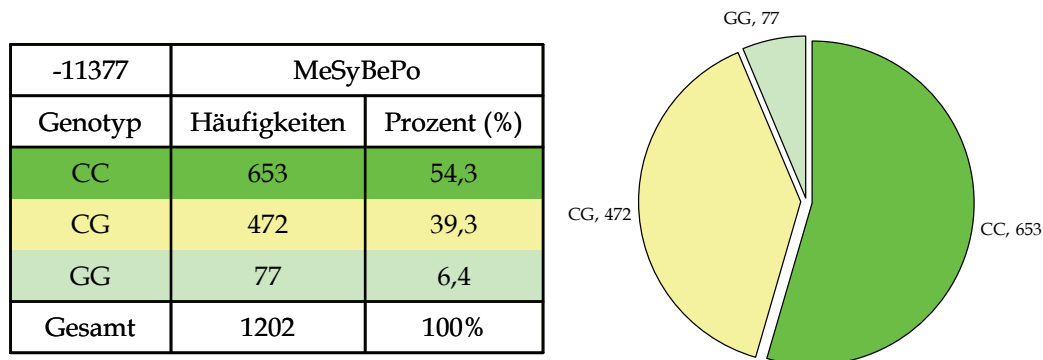 -11377 MeSyBePo
Genotyp Häufigkeiten Prozent (%)
CC 653 54,3
CG 472 39,3
GG 77 6,4
Gesamt 1202 100%
GG, 77
CG, 472
CC, 653